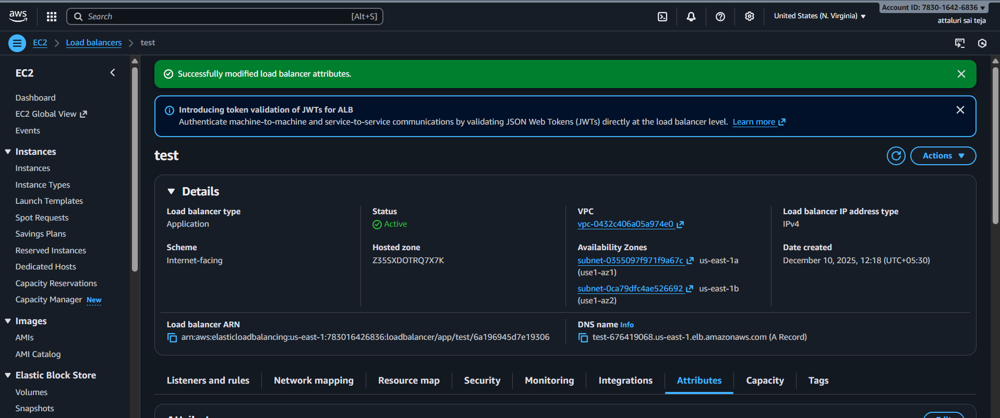 aws
Search [Alt+S]
United States (N. Virginia)
Account ID: 7830-1642-6836
attaluri sai teja
EC2 Load balancers test
EC2
Dashboard
EC2 Global View
Events
Instances
Instances
Instance Types
Launch Templates
Spot Requests
Savings Plans
Reserved Instances
Dedicated Hosts
Capacity Reservations
Capacity Manager New
Images
AMIs
AMI Catalog
Elastic Block Store
Volumes
Snapshots
Successfully modified load balancer attributes.
Introducing token validation of JWTs for ALB
Authenticate machine-to-machine and service-to-service communications by validating JSON Web Tokens (JWTs) directly at the load balancer level. Learn more
test
Actions
Details
Load balancer type
Application
Scheme
Internet-facing
Status
Active
Hosted zone
Z35SXDOTRQ7X7K
VPC
vpc-0432c406a05a974e0
Availability Zones
subnet-0355097f971f9a67c us-east-1a
(use1-az1)
subnet-0ca79dfc4ae526692 us-east-1b
(use1-az2)
Load balancer IP address type
IPv4
Date created
December 10, 2025, 12:18 (UTC+05:30)
Load balancer ARN
arn:aws:elasticloadbalancing:us-east-1:783016426836:loadbalancer/app/test/6a196945d7e19306
DNS name Info
test-676419068.us-east-1.elb.amazonaws.com (A Record)
Listeners and rules Network mapping Resource map Security Monitoring Integrations Attributes Capacity Tags